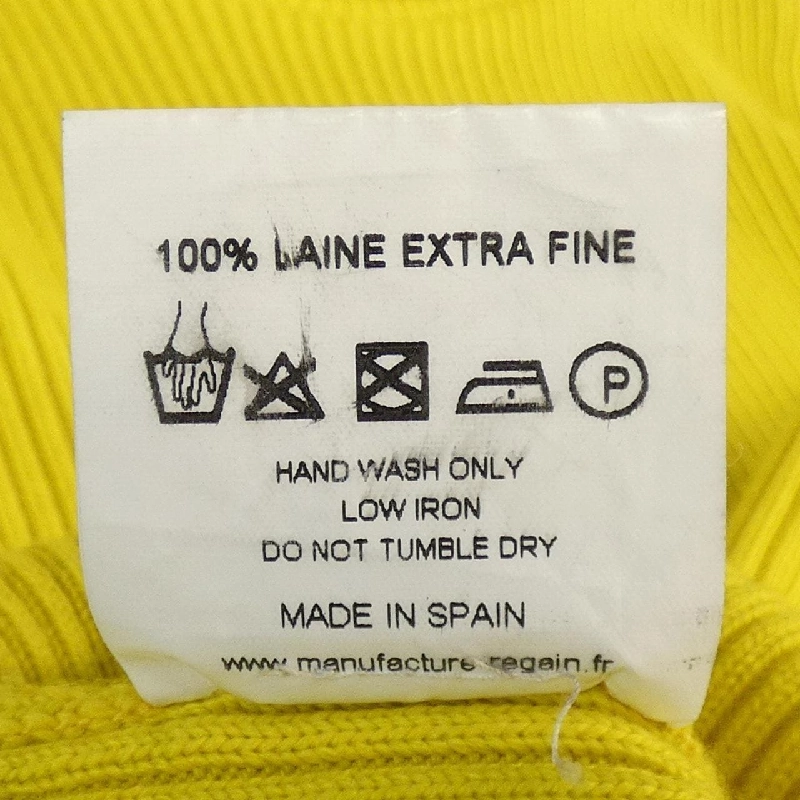 100% LAINE EXTRA FINE
P
HAND WASH ONLY
LOW IRON
DO NOT TUMBLE DRY
MADE IN SPAIN
www.manufacture-regain.fr